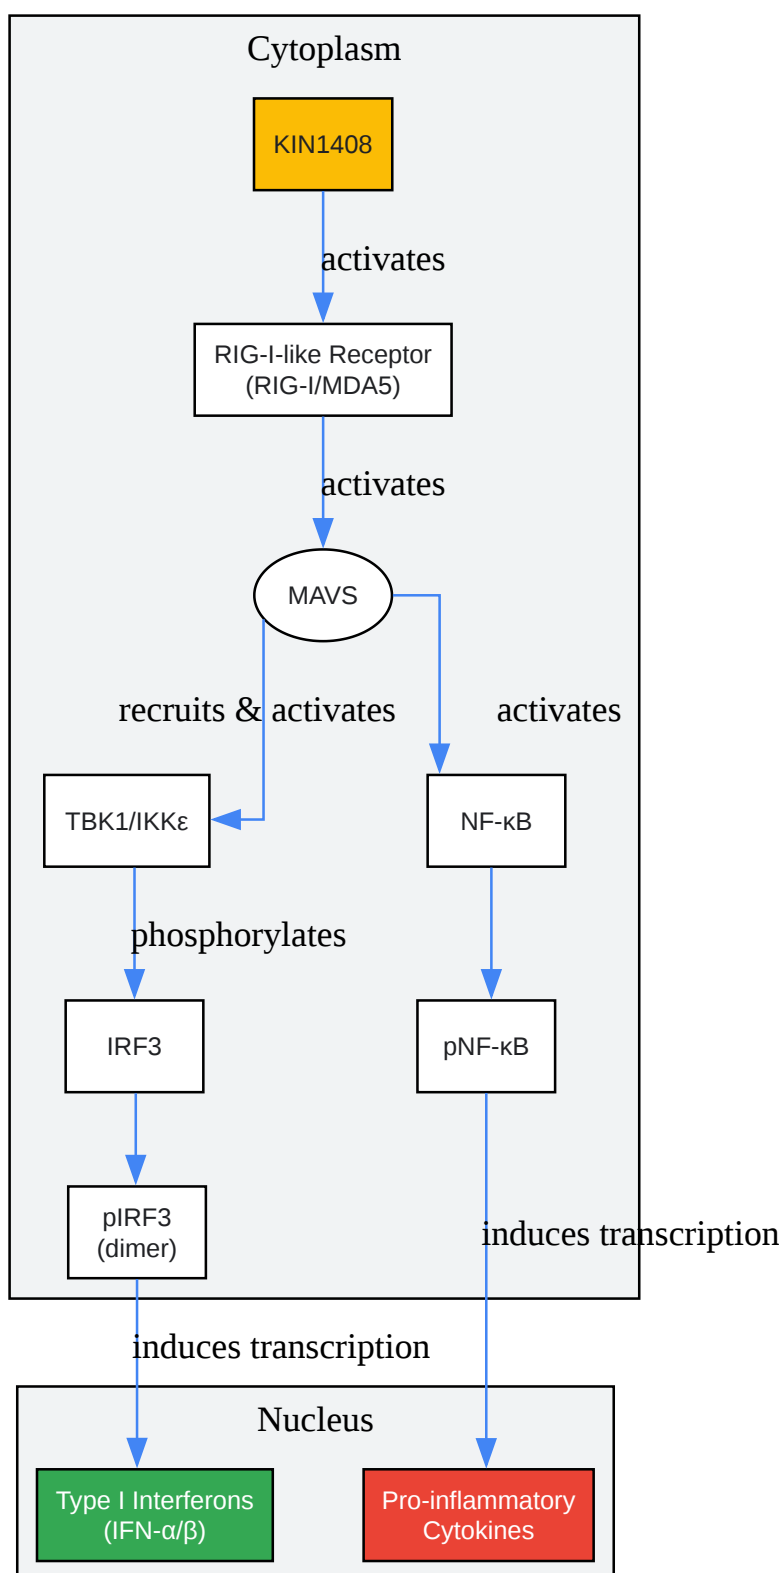 Cytoplasm
KIN1408
activates
RIG-I-like Receptor
(RIG-I/MDA5)
activates
MAVS
recruits & activates
activates
TBK1/IKKε
NF-κB
phosphorylates
IRF3
pNF-κB
pIRF3
(dimer)
induces transcription
induces transcription
Nucleus
Type I Interferons
(IFN-α/β)
Pro-inflammatory
Cytokines